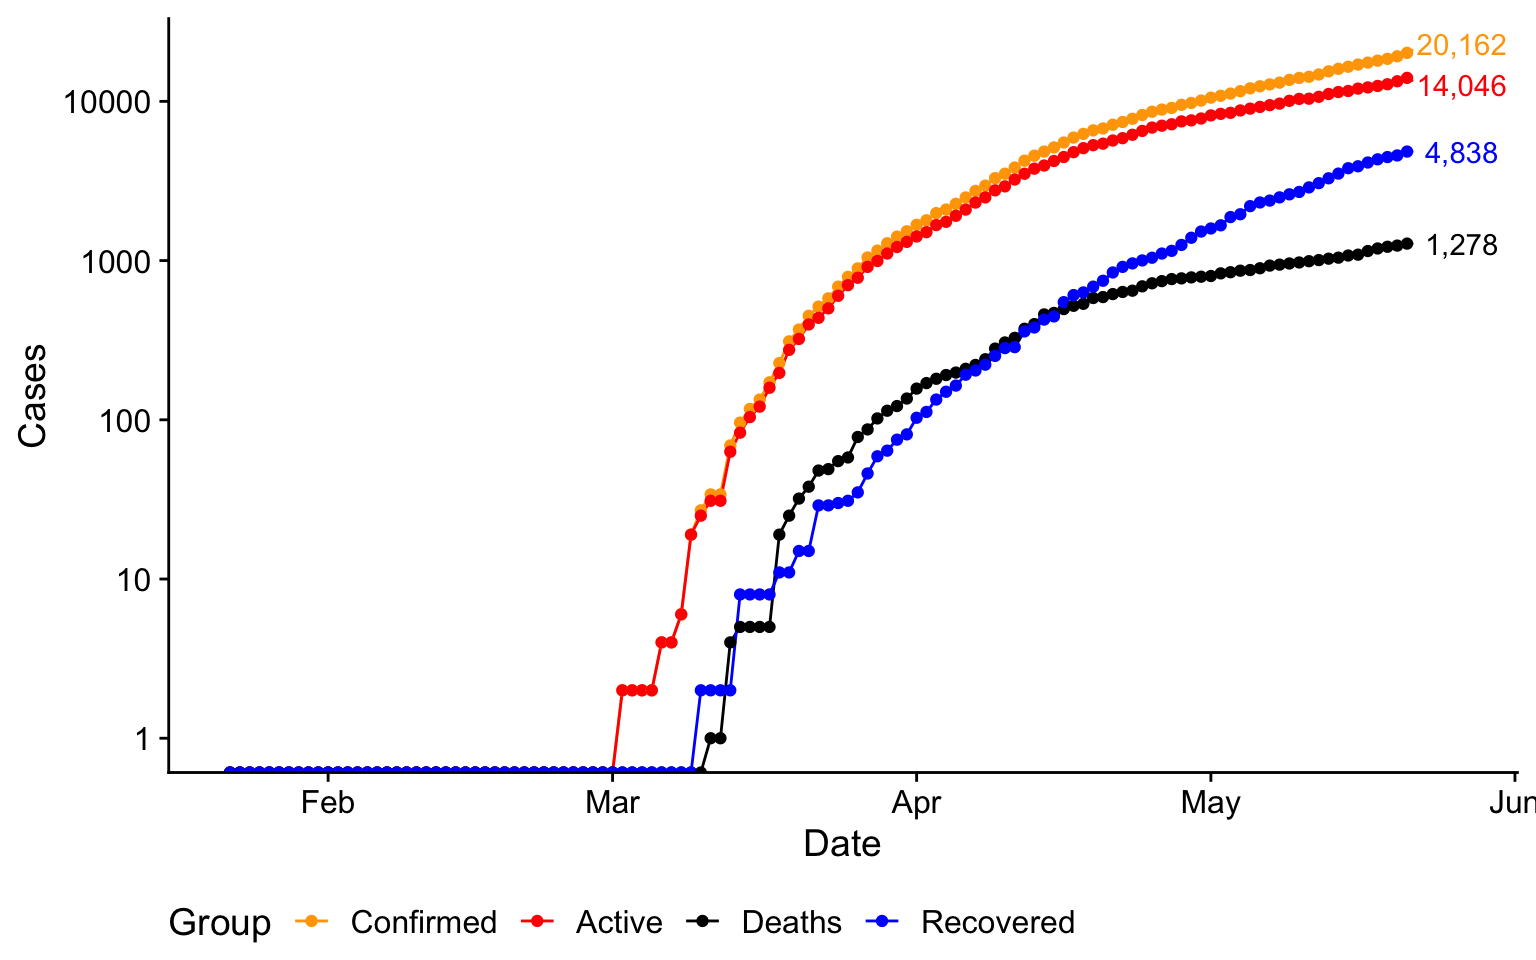 20,162
10000
14,046
4,838
1000
1,278
Cases
100
10
1
Feb Mar Apr May Jun
Date
Group Confirmed Active Deaths Recovered